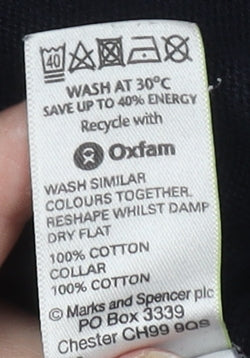 40
WASH AT 30°C
SAVE UP TO 40% ENERGY
Recycle with
Oxfam
WASH SIMILAR
COLOURS TOGETHER.
RESHAPE WHILST DAMP
DRY FLAT
100% COTTON
COLLAR
100% COTTON
© Marks and Spencer plc
PO Box 3339
Chester CH99 9QS